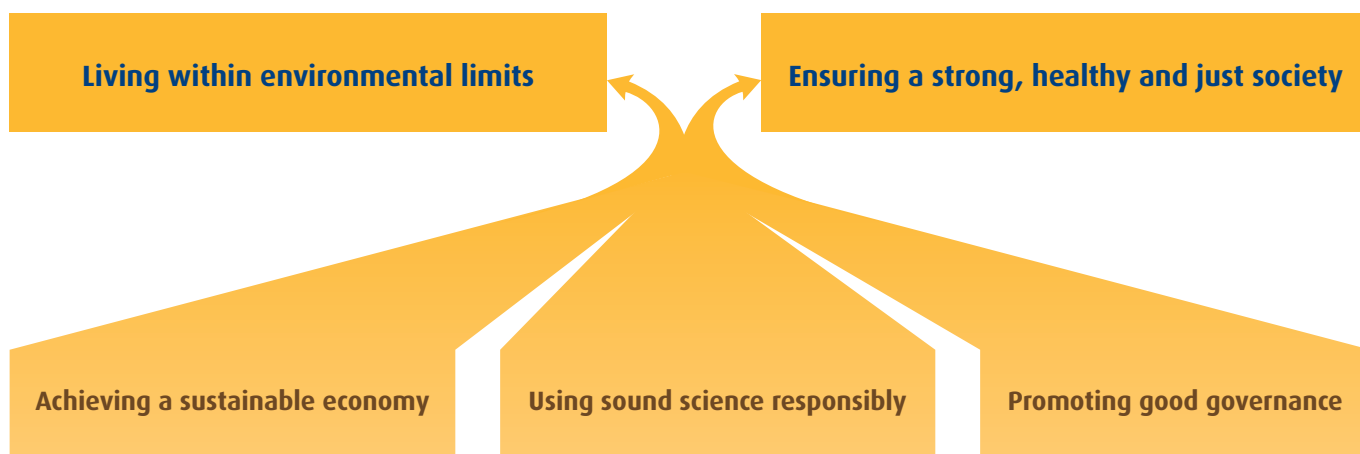 Living within environmental limits
Ensuring a strong, healthy and just society
Achieving a sustainable economy
Using sound science responsibly
Promoting good governance